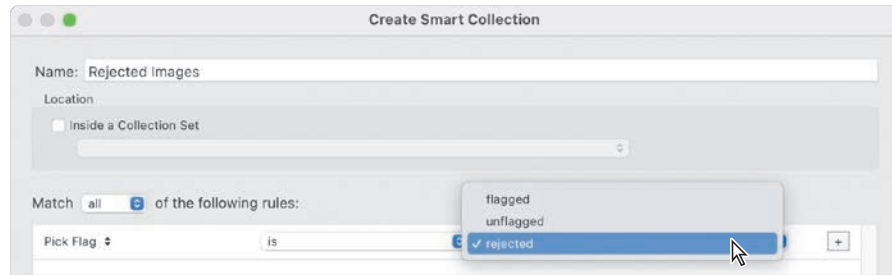 Create Smart Collection
Name: Rejected Images
Location
Inside a Collection Set
Match all of the following rules:
flagged
unflagged
Pick Flag is ✓ rejected +